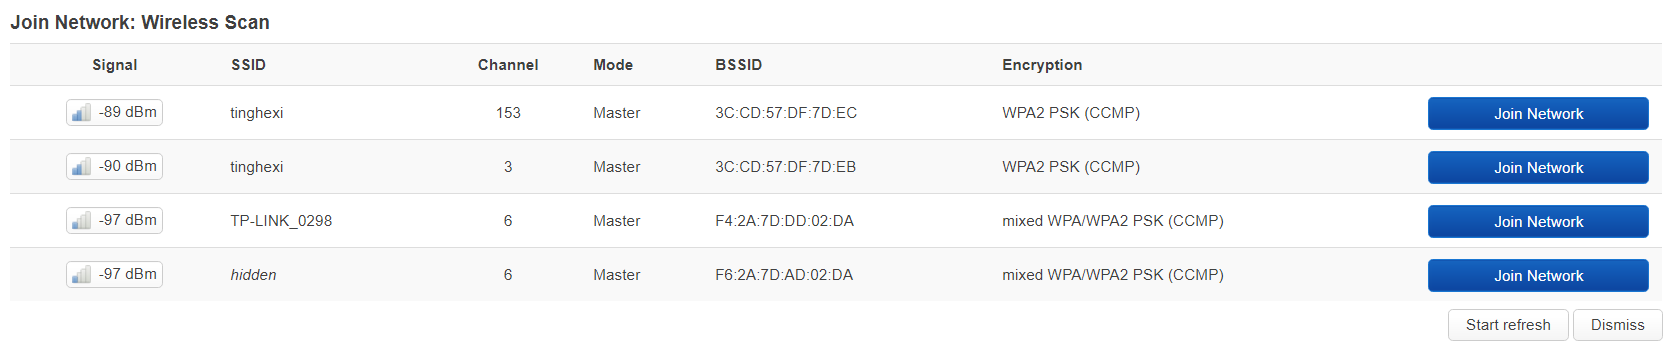 Join Network: Wireless Scan
Signal SSID Channel Mode BSSID Encryption
-89 dBm tinghexi 153 Master 3C:CD:57:DF:7D:EC WPA2 PSK (CCMP) Join Network
-90 dBm tinghexi 3 Master 3C:CD:57:DF:7D:EB WPA2 PSK (CCMP) Join Network
-97 dBm TP-LINK_0298 6 Master F4:2A:7D:DD:02:DA mixed WPA/WPA2 PSK (CCMP) Join Network
-97 dBm hidden 6 Master F6:2A:7D:AD:02:DA mixed WPA/WPA2 PSK (CCMP) Join Network
Start refresh Dismiss